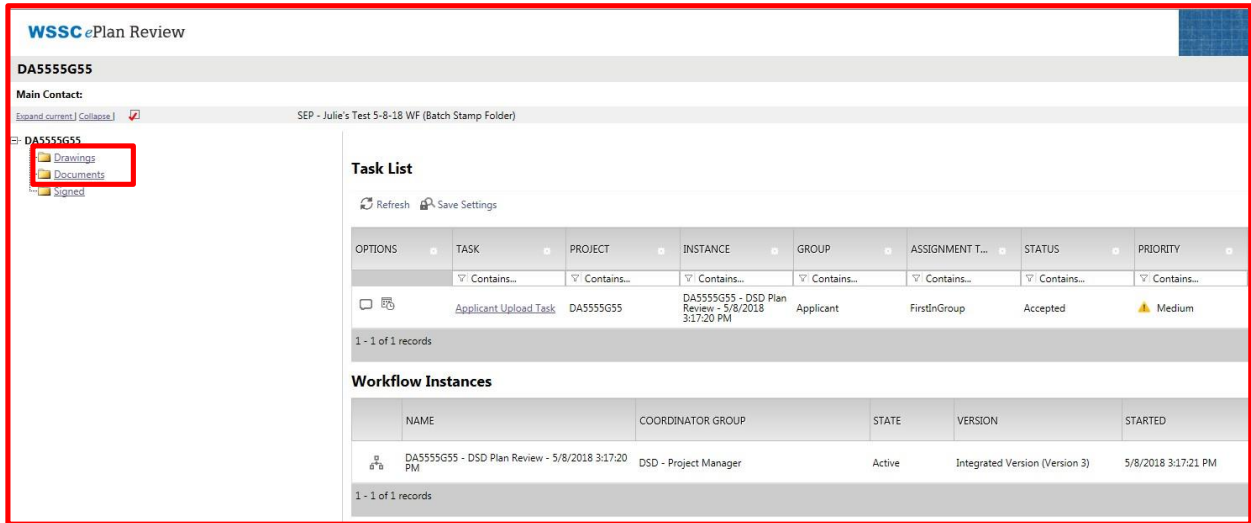 WSSC ePlan Review
DA5555G55
Main Contact:
Expand current | Collapse | SEP - Julie's Test 5-8-18 WF (Batch Stamp Folder)
DA5555G55
Drawings
Documents
Signed
Task List
Refresh Save Settings
OPTIONS TASK PROJECT INSTANCE GROUP ASSIGNMENT T... STATUS PRIORITY
Contains... Contains... Contains... Contains... Contains... Contains... Contains...
Applicant Upload Task DA5555G55 DA5555G55 - DSD Plan Review - 5/8/2018 3:17:20 PM Applicant FirstInGroup Accepted Medium
1 - 1 of 1 records
Workflow Instances
NAME COORDINATOR GROUP STATE VERSION STARTED
DA5555G55 - DSD Plan Review - 5/8/2018 3:17:20 PM DSD - Project Manager Active Integrated Version (Version 3) 5/8/2018 3:17:21 PM
1 - 1 of 1 records